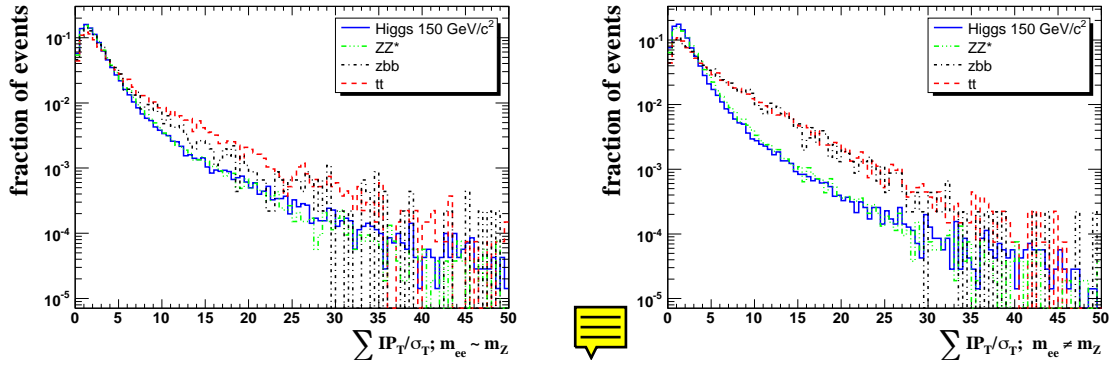 fraction of events
10⁻¹
10⁻²
10⁻³
10⁻⁴
10⁻⁵
0 5 10 15 20 25 30 35 40 45 50
Higgs 150 GeV/c²
ZZ*
zbb
tt
∑ IP_T/σ_T; m_ee ~ m_Z
fraction of events
10⁻¹
10⁻²
10⁻³
10⁻⁴
10⁻⁵
0 5 10 15 20 25 30 35 40 45 50
Higgs 150 GeV/c²
ZZ*
zbb
tt
∑ IP_T/σ_T; m_ee ≠ m_Z